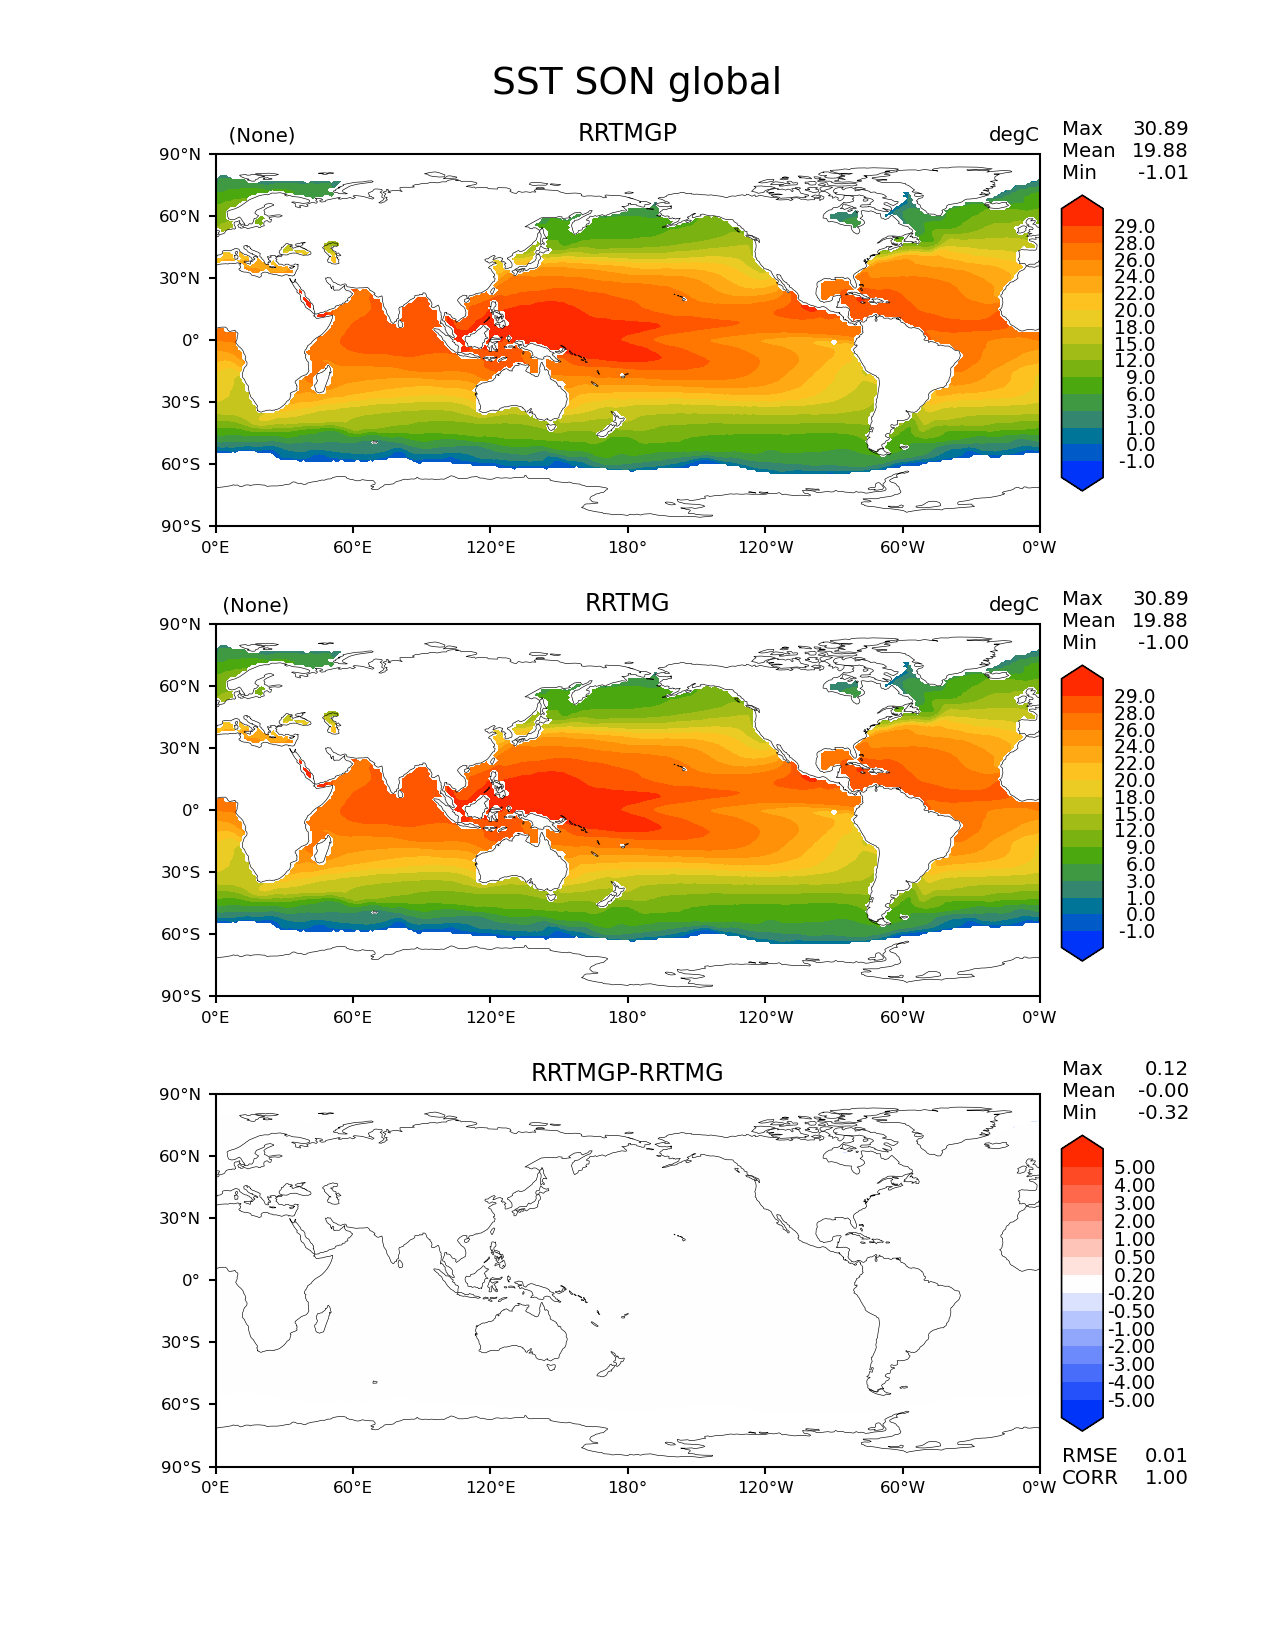 SST SON global
(None) RRTMGP degC
Max 30.89
Mean 19.88
Min -1.01
90°N
60°N
30°N
0°
30°S
60°S
90°S
0°E 60°E 120°E 180° 120°W 60°W 0°W
29.0
28.0
26.0
24.0
22.0
20.0
18.0
15.0
12.0
9.0
6.0
3.0
1.0
0.0
-1.0
(None) RRTMG degC
Max 30.89
Mean 19.88
Min -1.00
90°N
60°N
30°N
0°
30°S
60°S
90°S
0°E 60°E 120°E 180° 120°W 60°W 0°W
29.0
28.0
26.0
24.0
22.0
20.0
18.0
15.0
12.0
9.0
6.0
3.0
1.0
0.0
-1.0
RRTMGP-RRTMG
Max 0.12
Mean -0.00
Min -0.32
90°N
60°N
30°N
0°
30°S
60°S
90°S
0°E 60°E 120°E 180° 120°W 60°W 0°W
5.00
4.00
3.00
2.00
1.00
0.50
0.20
-0.20
-0.50
-1.00
-2.00
-3.00
-4.00
-5.00
RMSE 0.01
CORR 1.00